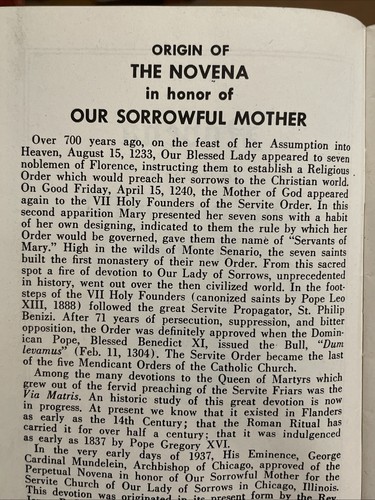 ORIGIN OF
THE NOVENA
in honor of
OUR SORROWFUL MOTHER
Over 700 years ago, on the feast of her Assumption into
Heaven, August 15, 1233, Our Blessed Lady appeared to seven
noblemen of Florence, instructing them to establish a Religious
Order which would preach her sorrows to the Christian world.
On Good Friday, April 15, 1240, the Mother of God appeared
again to the VII Holy Founders of the Servite Order. In this
second apparition Mary presented her seven sons with a habit
of her own designing, indicated to them the rule by which her
Order would be governed, gave them the name of "Servants of
Mary." High in the wilds of Monte Senario, the seven saints
built the first monastery of their new Order. From this sacred
spot a fire of devotion to Our Lady of Sorrows, unprecedented
in history, went out over the then civilized world. In the foot-
steps of the VII Holy Founders (canonized saints by Pope Leo
XIII, 1888) followed the great Servite Propagator, St. Philip
Benizi. After 71 years of persecution, suppression, and bitter
opposition, the Order was definitely approved when the Domin-
ican Pope, Blessed Benedict XI, issued the Bull, "Dum
levamus" (Feb. 11, 1304). The Servite Order became the last
of the five Mendicant Orders of the Catholic Church.
Among the many devotions to the Queen of Martyrs which
grew out of the fervid preaching of the Servite Friars was the
Via Matris. An historic study of this great devotion is now
in progress. At present we know that it existed in Flanders
as early as the 14th Century; that the Roman Ritual has
carried it for over half a century; that it was indulgenced
as early as 1837 by Pope Gregory XVI.
In the very early days of 1937, His Eminence, George
Cardinal Mundelein, Archbishop of Chicago, approved of the
Perpetual Novena in honor of Our Sorrowful Mother for the
Servite Church of Our Lady of Sorrows in Chicago, Illinois.
This devotion was originated in its present form by the Rev.